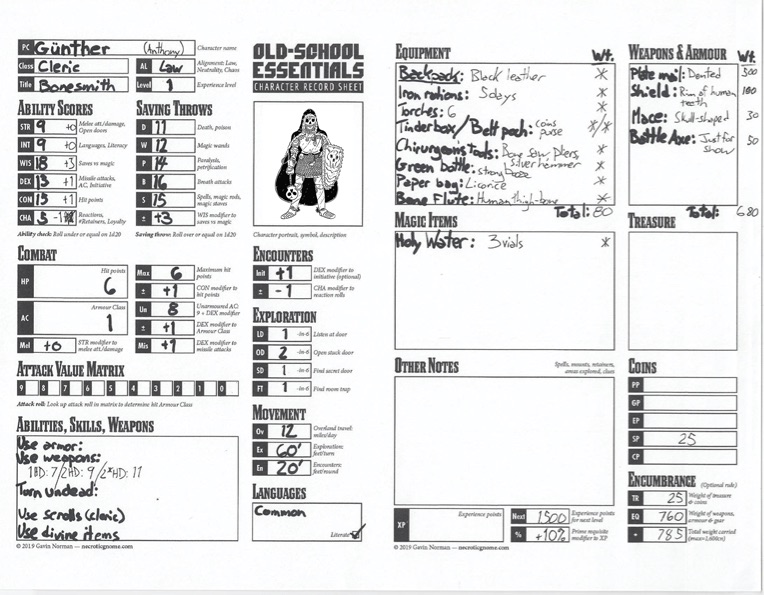 PC Günther (Anthony) Character name
Class Cleric AL Law Alignment: Law, Neutrality, Chaos
Title Bonesmith Level 1 Experience level
OLD-SCHOOL ESSENTIALS
CHARACTER RECORD SHEET
ABILITY SCORES
STR 9 +0 Melee att./damage, Open doors
INT 9 +0 Languages, Literacy
WIS 18 +3 Saves vs magic
DEX 13 +1 Missile attacks, AC, Initiative
CON 13 +1 Hit points
CHA 5 -1 Reactions, #Retainers, Loyalty
Ability check: Roll under or equal on 1d20
SAVING THROWS
D 11 Death, poison
W 12 Magic wands
P 14 Paralysis, petrification
B 16 Breath attacks
S 15 Spells, magic rods, magic staves
± +3 WIS modifier to saves vs magic
Saving throw: Roll over or equal on 1d20
Character portrait, symbol, description
COMBAT
HP 6 Hit points
AC 1 Armour Class
Mel +0 STR modifier to melee att./damage
Max 6 Maximum hit points
± +1 CON modifier to hit points
Un 8 Unarmoured AC: 9 + DEX modifier
± +1 DEX modifier to Armour Class
Mis +1 DEX modifier to missile attacks
ENCOUNTERS
Init +1 DEX modifier to initiative (optional)
± -1 CHA modifier to reaction rolls
EXPLORATION
LD 1 -in-6 Listen at door
OD 2 -in-6 Open stuck door
SD 1 -in-6 Find secret door
FT 1 -in-6 Find room trap
ATTACK VALUE MATRIX
9 8 7 6 5 4 3 2 1 0
Attack roll: Look up attack roll in matrix to determine hit Armour Class
MOVEMENT
Ov 12 Overland travel: miles/day
Ex 60' Exploration: feet/turn
En 20' Encounters: feet/round
ABILITIES, SKILLS, WEAPONS
Use armor:
Use weapons:
1HD: 7/2HD: 9/2*HD: 11
Turn undead:
Use scrolls (cleric)
Use divine items
LANGUAGES
Common
Literate
© 2019 Gavin Norman — necroticgnome.com
EQUIPMENT Wt.
Backpack: Black leather *
Iron rations: 5 days *
Torches: 6 *
Tinderbox/Belt pouch: coins purse */*
Chirurgeon's tools: Bone saw, pliers, silver hammer *
Green bottle: strong booze *
Paper bag: Licorice *
Bone Flute: Human thigh-bone *
Total: 80
MAGIC ITEMS
Holy Water: 3 vials *
OTHER NOTES Spells, mounts, retainers, areas explored, clues
XP Experience points
Next 1500 Experience points for next level
% +10% Prime requisite modifier to XP
© 2019 Gavin Norman — necroticgnome.com
WEAPONS & ARMOUR Wt.
Plate mail: Dented 500
Shield: Rim of human teeth 100
Mace: Skull-shaped 30
Battle Axe: Just for show 50
Total: 680
TREASURE
COINS
PP
GP
EP
SP 25
CP
ENCUMBRANCE (Optional rule)
TR 25 Weight of treasure & coins
EQ 760 Weight of weapons, armour & gear
= 785 Total weight carried (max=1,600cn)